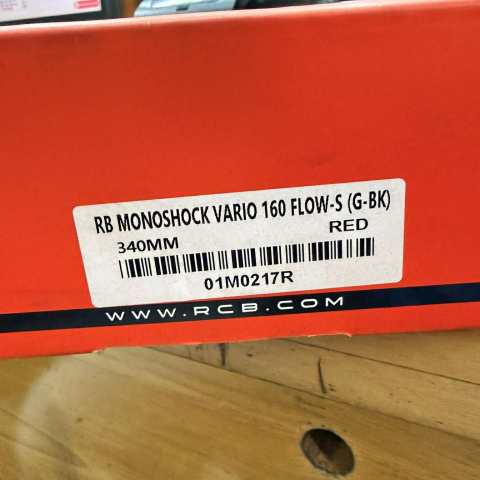 RB MONOSHOCK VARIO 160 FLOW-S (G-BK)
340MM RED
01M0217R
WWW.RCB.COM